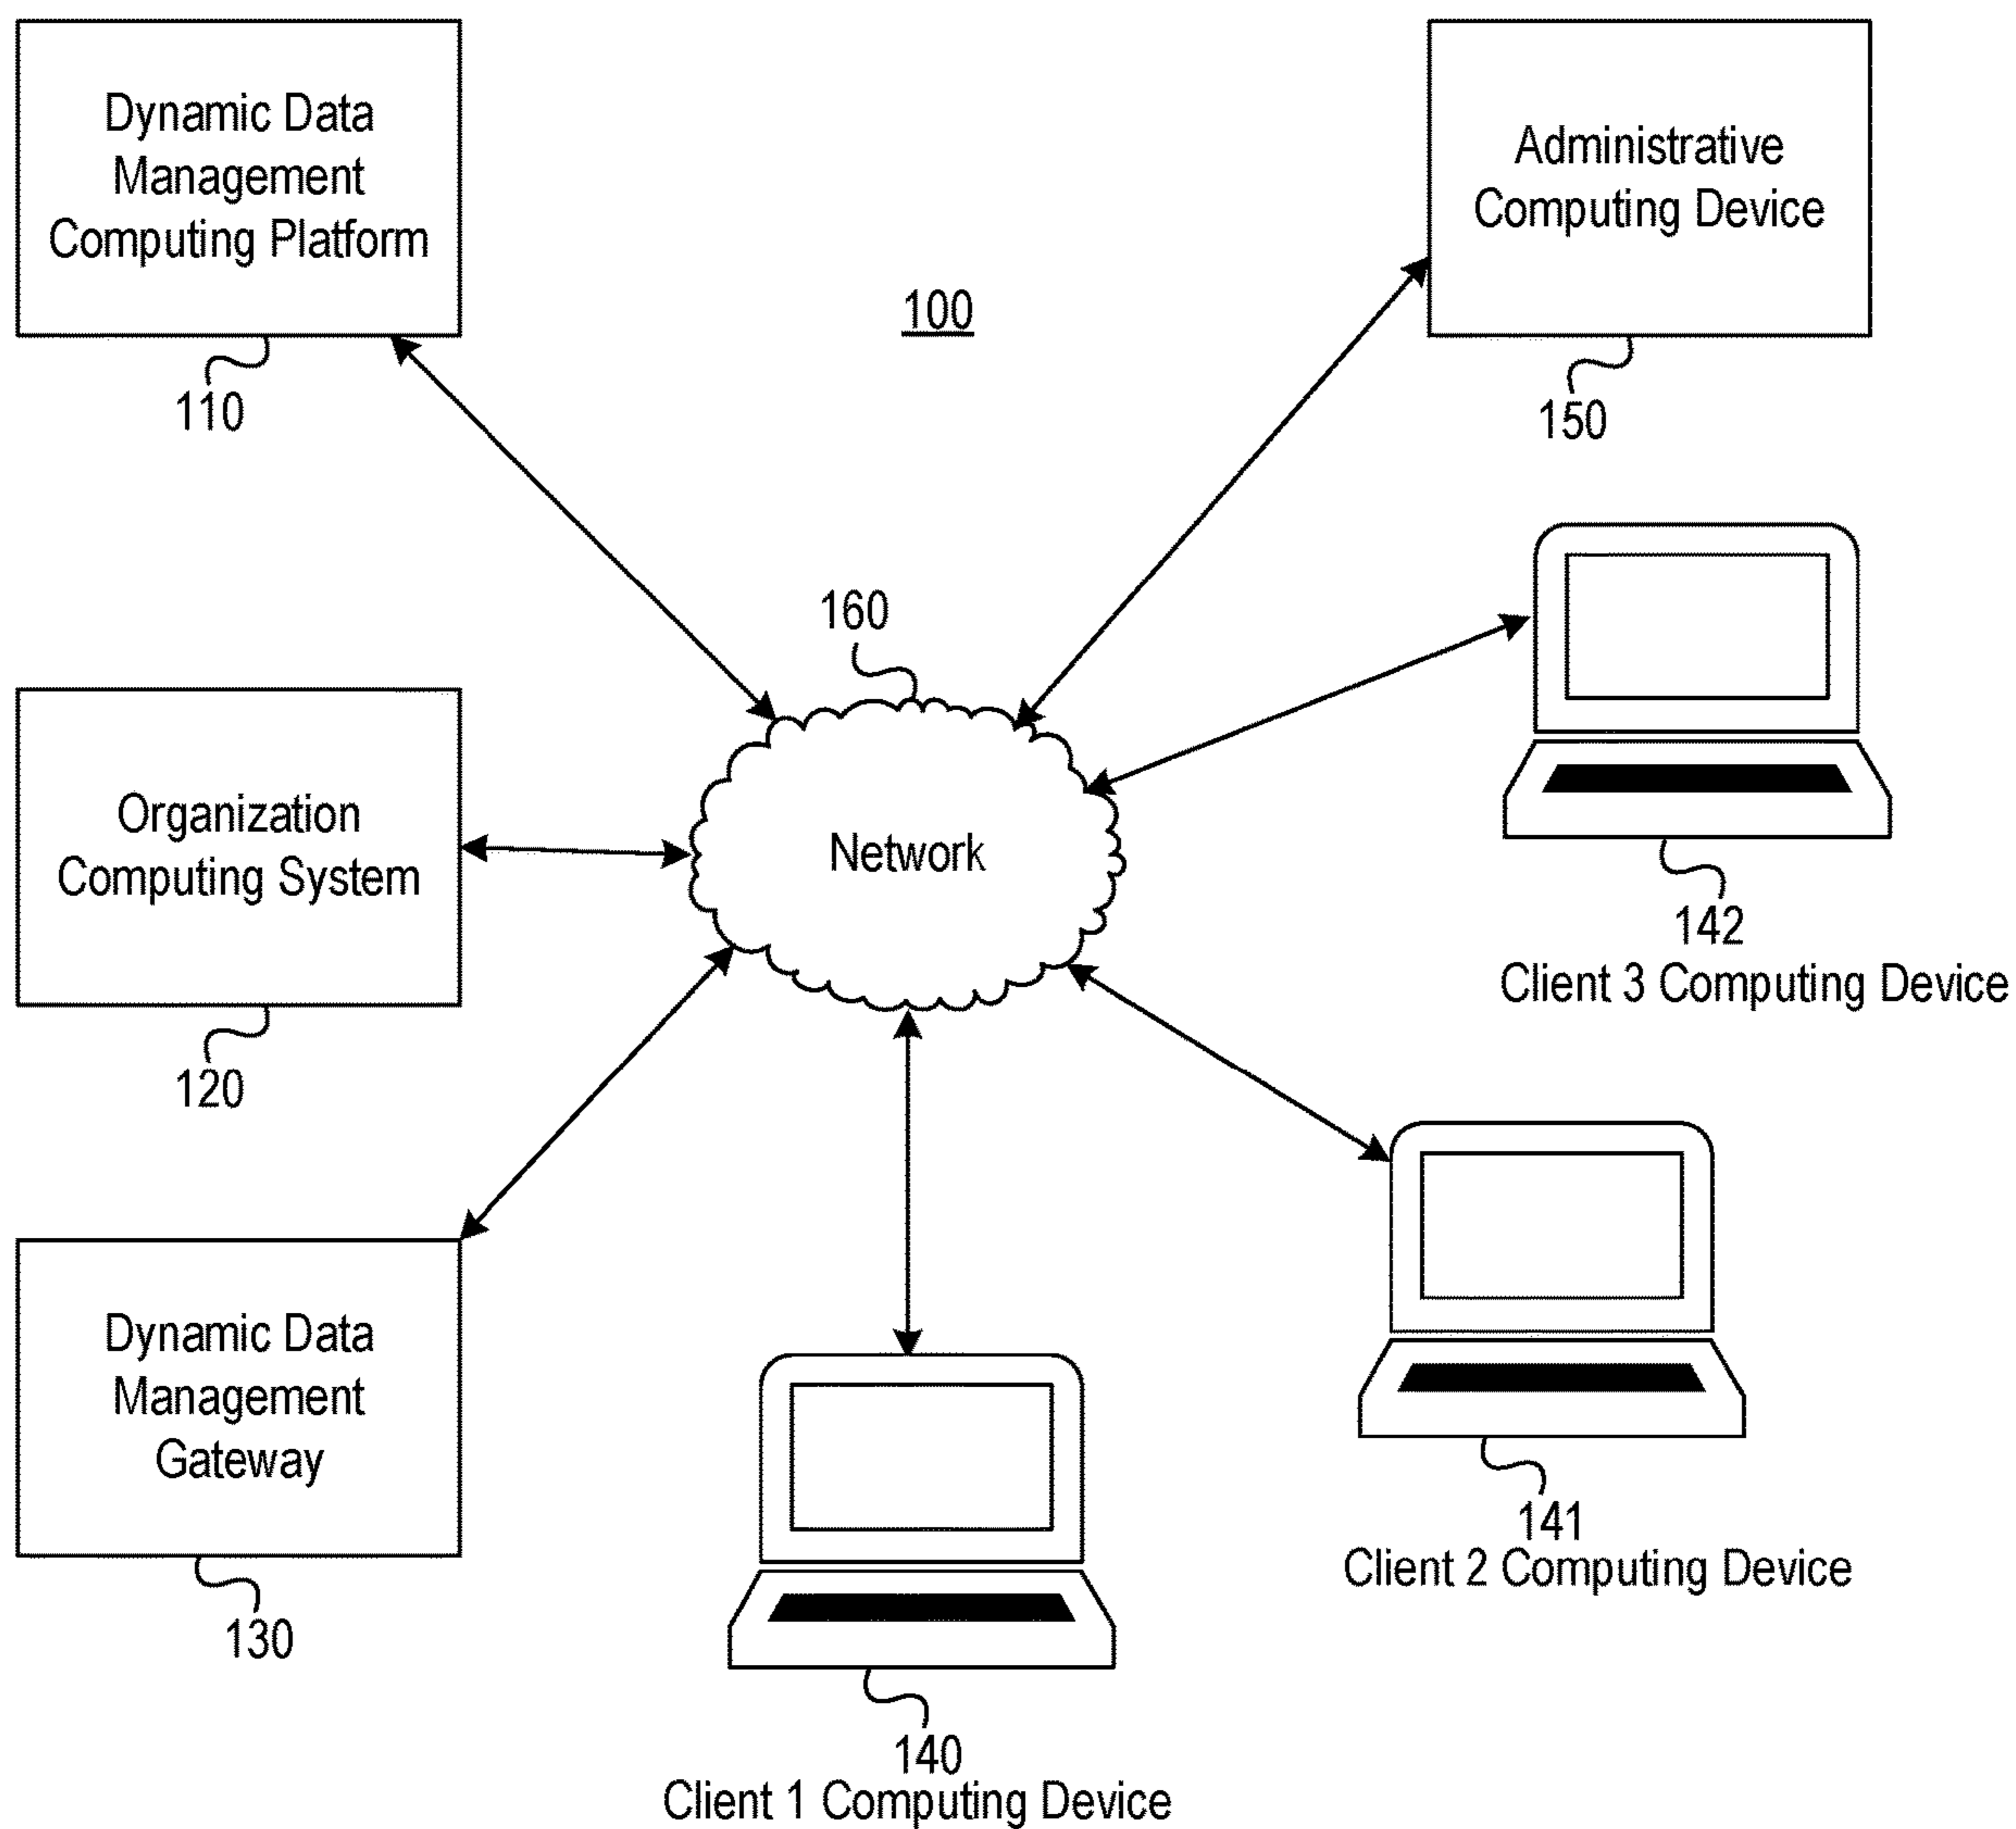 Dynamic Data
Management
Computing Platform
110
100
Administrative
Computing Device
150
160
Organization
Computing System
120
Network
142
Client 3 Computing Device
Dynamic Data
Management
Gateway
130
141
Client 2 Computing Device
140
Client 1 Computing Device